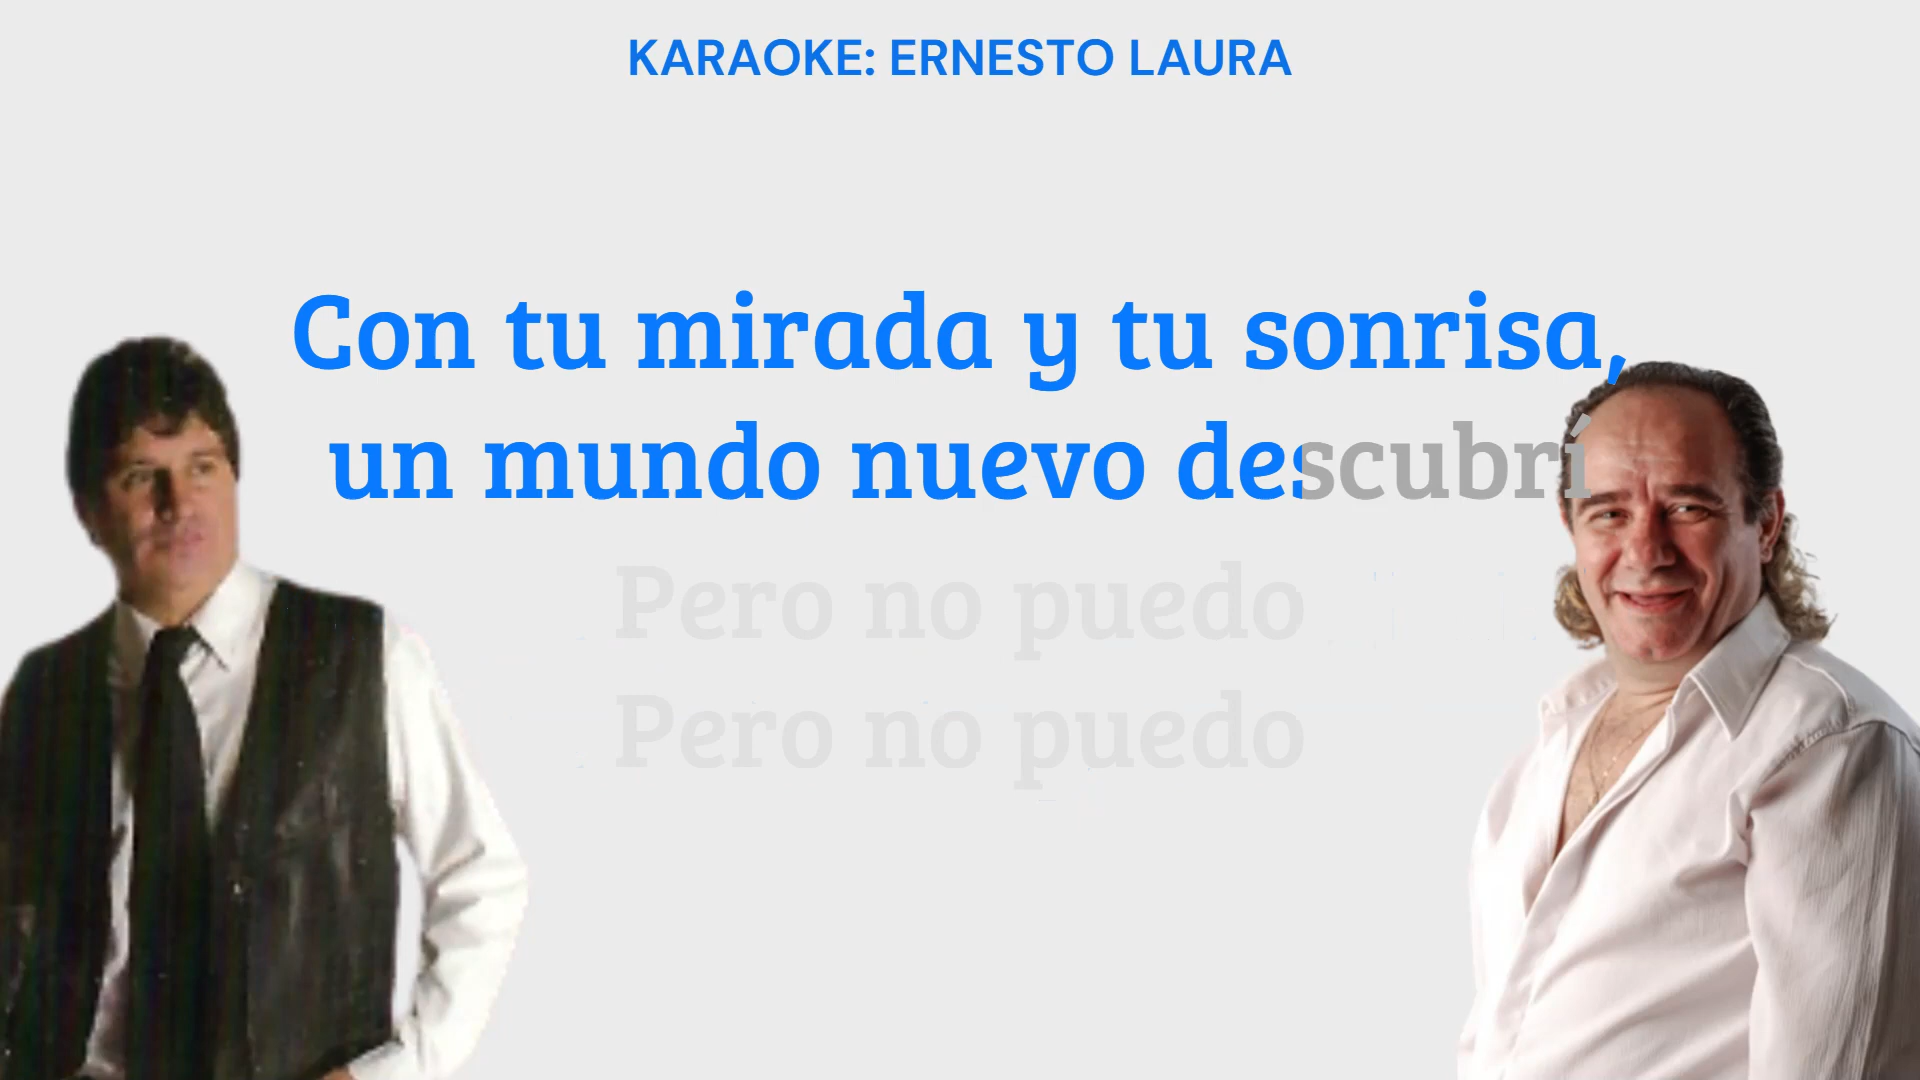 KARAOKE: ERNESTO LAURA
Con tu mirada y tu sonrisa,
un mundo nuevo descubrí
Pero no puedo
Pero no puedo